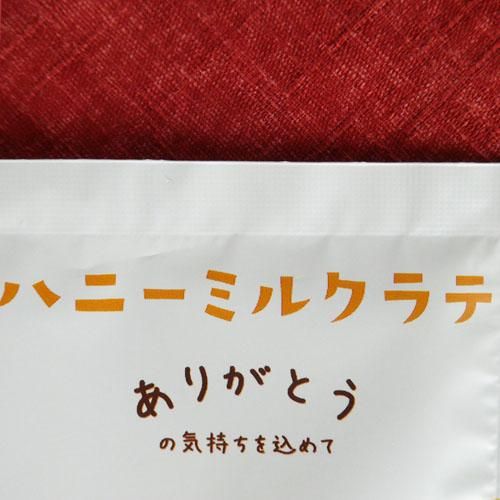 ハニーミルクラテ
ありがとう
の気持ちを込めて